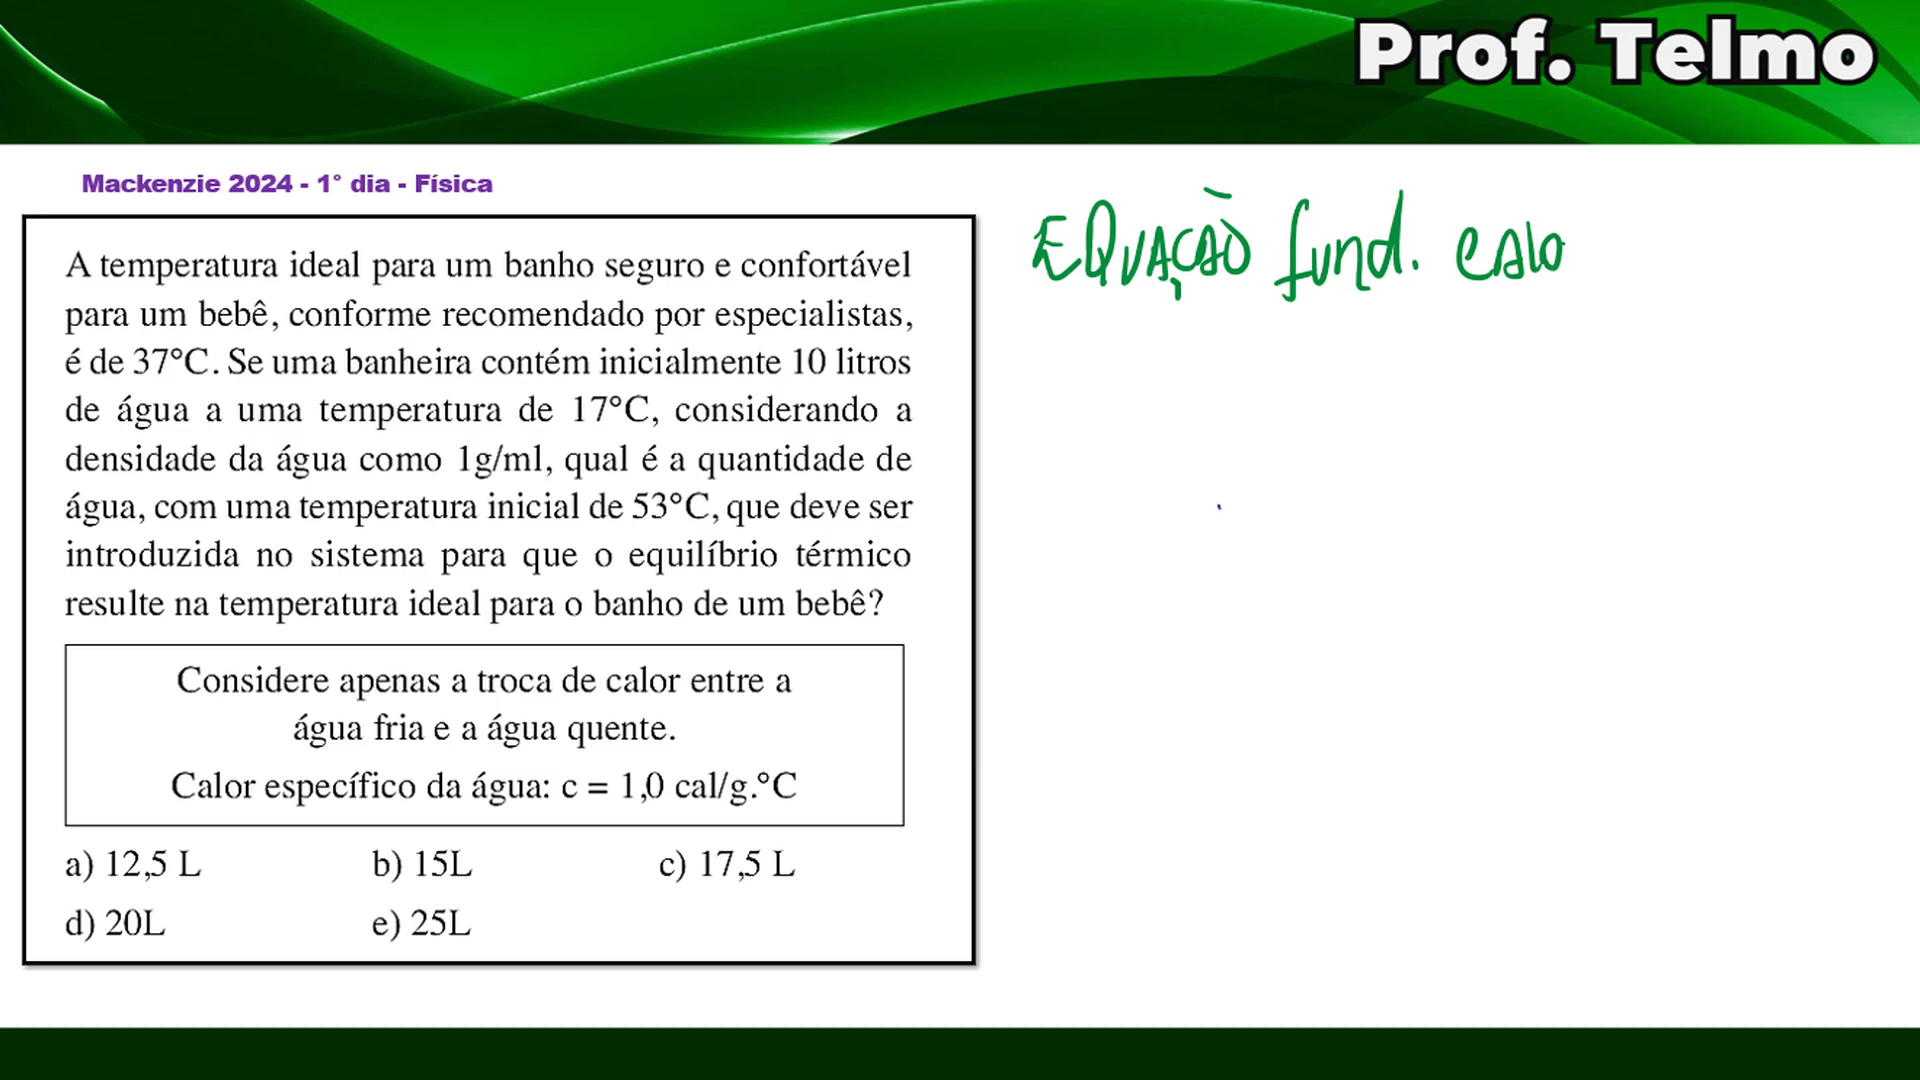 Prof. Telmo
Mackenzie 2024 - 1° dia - Física
A temperatura ideal para um banho seguro e confortável
para um bebê, conforme recomendado por especialistas,
é de 37°C. Se uma banheira contém inicialmente 10 litros
de água a uma temperatura de 17°C, considerando a
densidade da água como 1g/ml, qual é a quantidade de
água, com uma temperatura inicial de 53°C, que deve ser
introduzida no sistema para que o equilíbrio térmico
resulte na temperatura ideal para o banho de um bebê?
Considere apenas a troca de calor entre a
água fria e a água quente.
Calor específico da água: c = 1,0 cal/g.°C
a) 12,5 L b) 15L c) 17,5 L
d) 20L e) 25L
EQUAÇÃO fund. calo